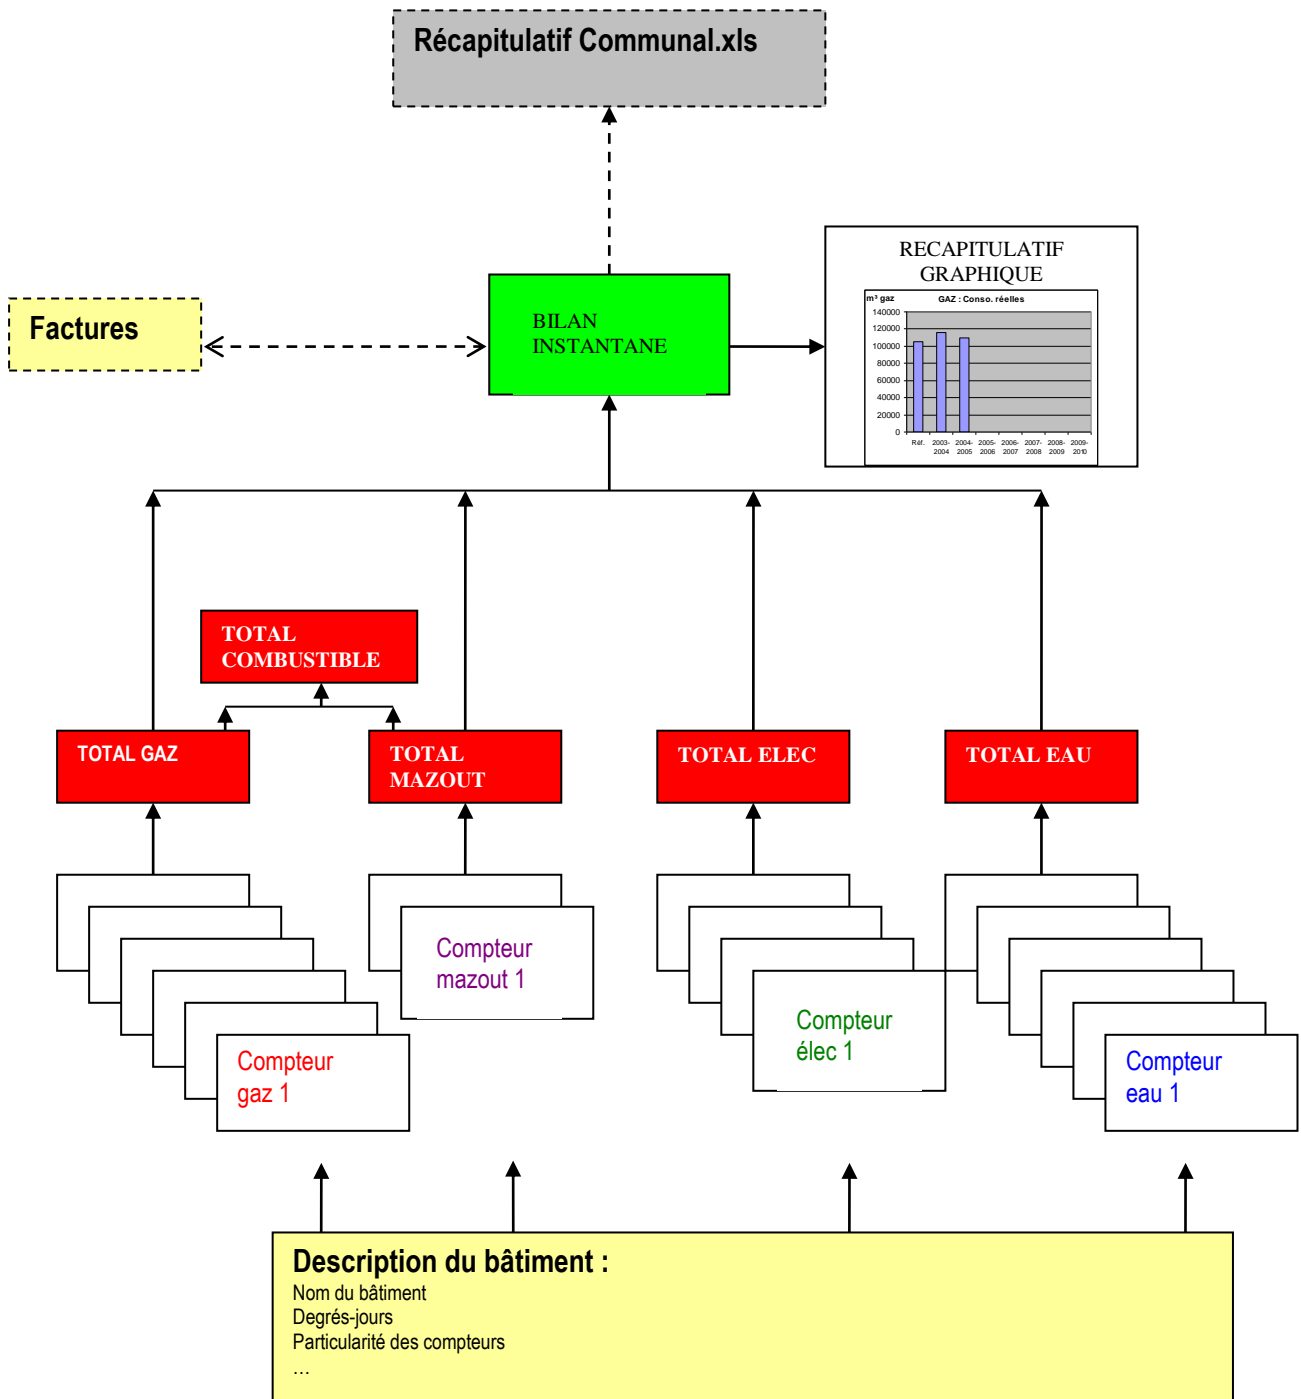 Récapitulatif Communal.xls
RECAPITULATIF
GRAPHIQUE
m³ gaz
GAZ : Conso. réelles
140000
120000
100000
80000
60000
40000
20000
0
Réf.
2003-
2004
2004-
2005
2005-
2006
2006-
2007
2007-
2008
2008-
2009
2009-
2010
Factures
BILAN
INSTANTANE
TOTAL
COMBUSTIBLE
TOTAL GAZ
TOTAL
MAZOUT
TOTAL ELEC
TOTAL EAU
Compteur
mazout 1
Compteur
élec 1
Compteur
gaz 1
Compteur
eau 1
Description du bâtiment :
Nom du bâtiment
Degrés-jours
Particularité des compteurs
…